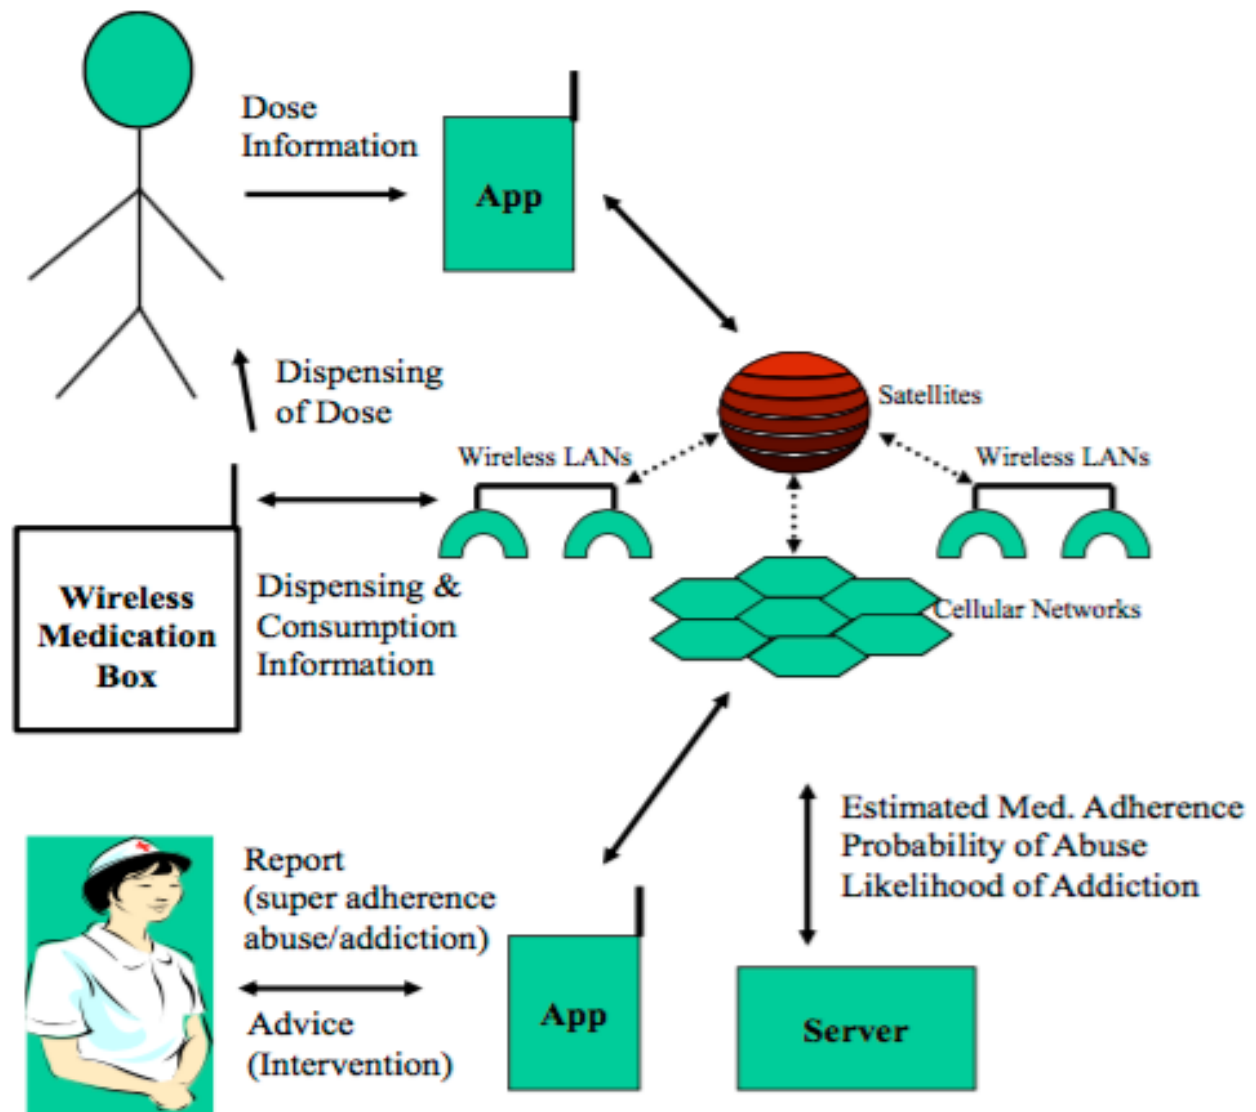 Dose
Information
App
Satellites
Dispensing
of Dose
Wireless LANs
Wireless LANs
Wireless
Medication
Box
Dispensing &
Consumption
Information
Cellular Networks
Estimated Med. Adherence
Probability of Abuse
Likelihood of Addiction
Report
(super adherence
abuse/addiction)
Advice
(Intervention)
App
Server